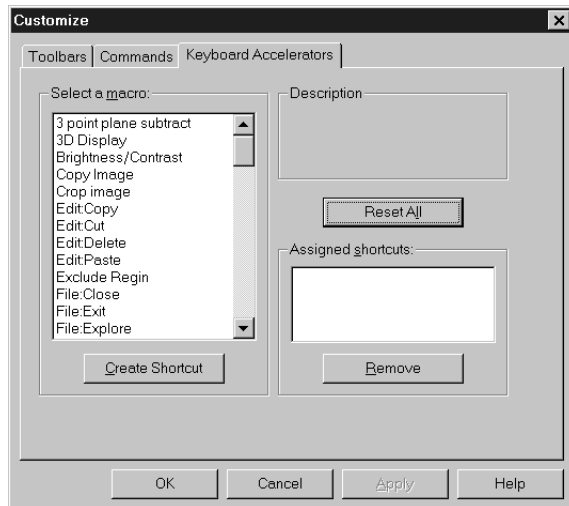 Customize
Toolbars Commands Keyboard Accelerators
Select a macro:
3 point plane subtract
3D Display
Brightness/Contrast
Copy Image
Crop image
Edit:Copy
Edit:Cut
Edit:Delete
Edit:Paste
Exclude Regin
File:Close
File:Exit
File:Explore
Create Shortcut
Description
Reset All
Assigned shortcuts:
Remove
OK Cancel Apply Help